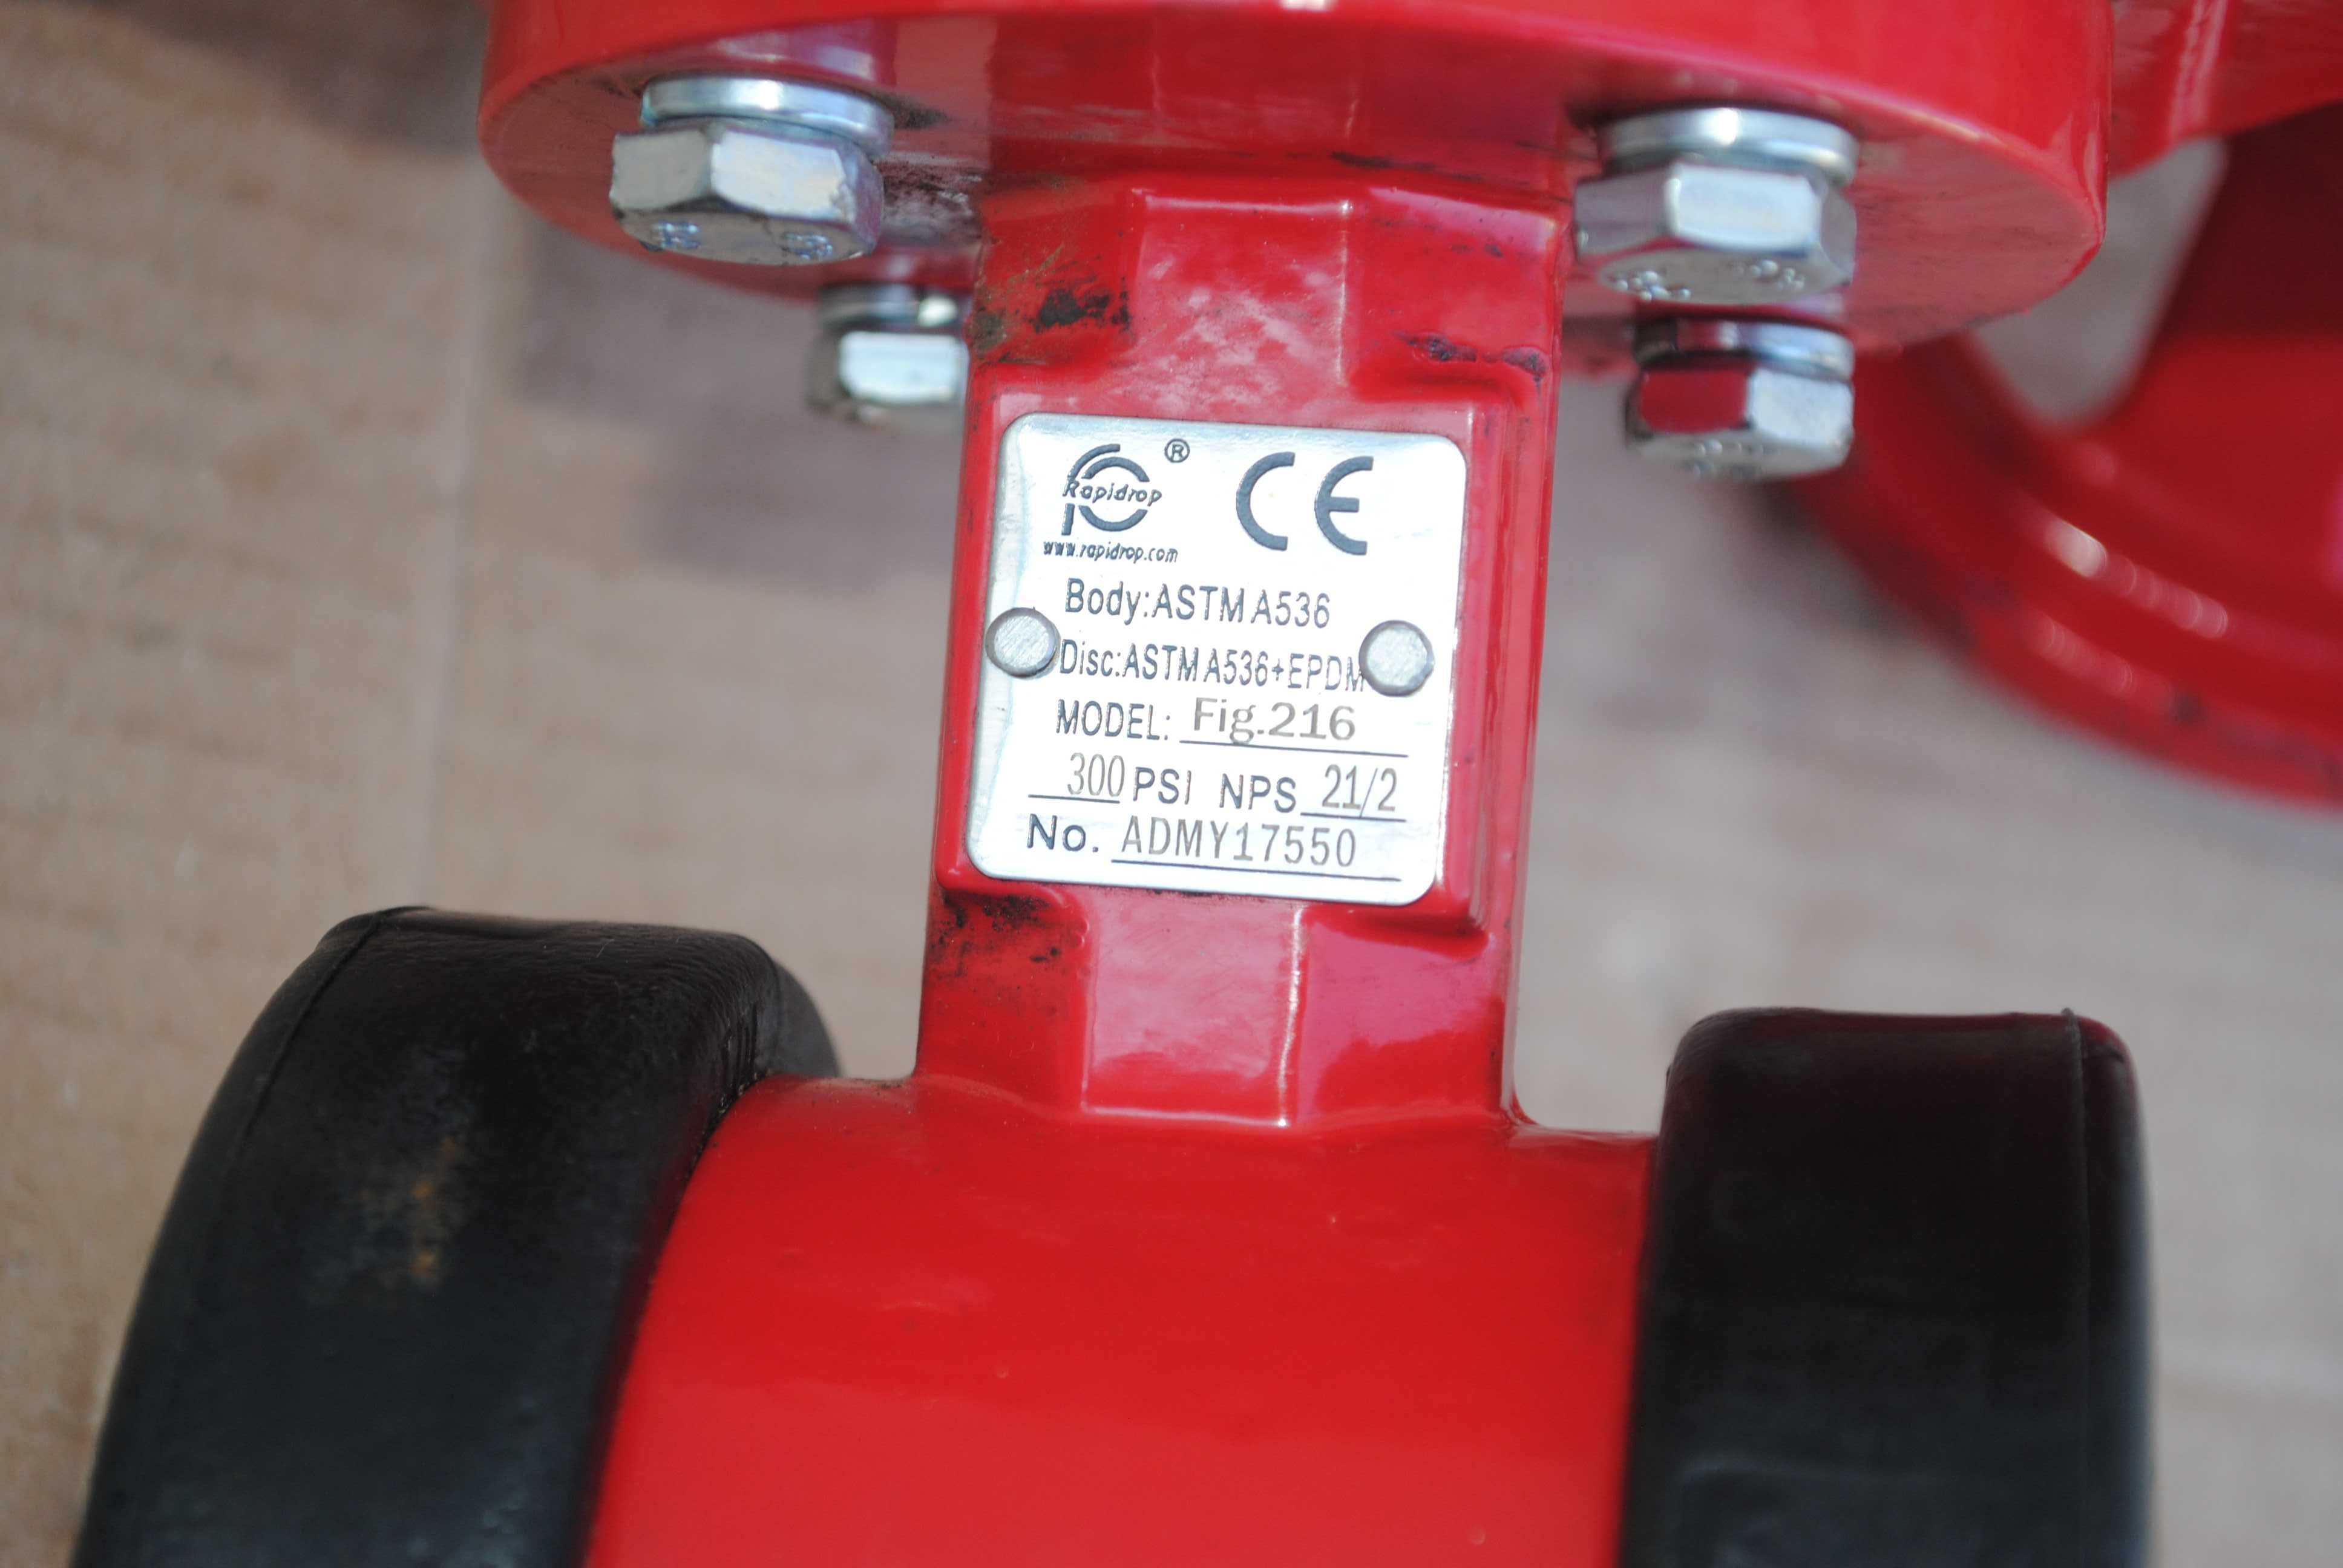 Rapidrop ®
CE
www.rapidrop.com
Body:ASTM A536
Disc:ASTM A536+EPDM
MODEL: Fig.216
300 PSI NPS 21/2
No. ADMY17550